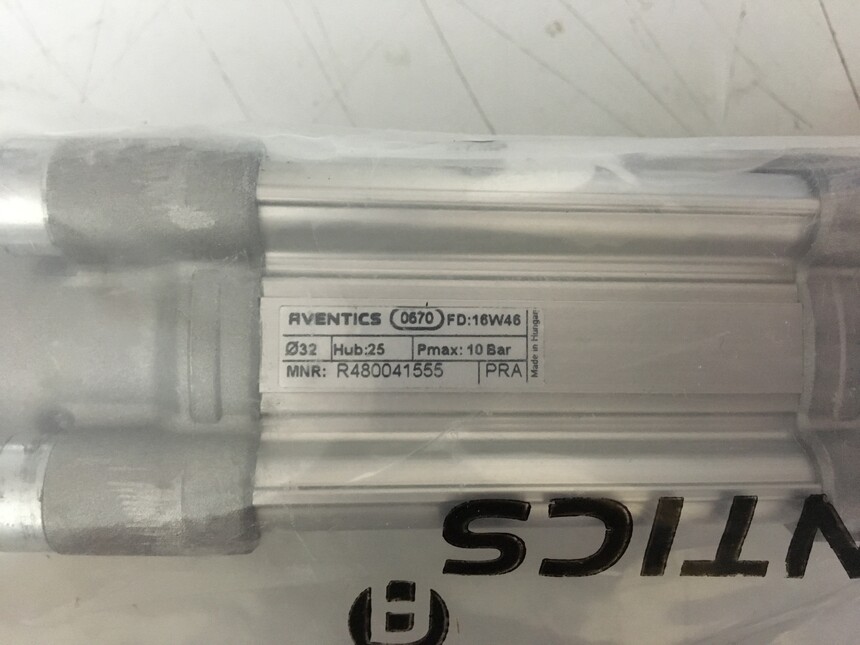 AVENTICS 0670 FD:16W46
Ø32 Hub:25 Pmax: 10 Bar
MNR: R480041555 PRA
Made in Hungary
NTICS